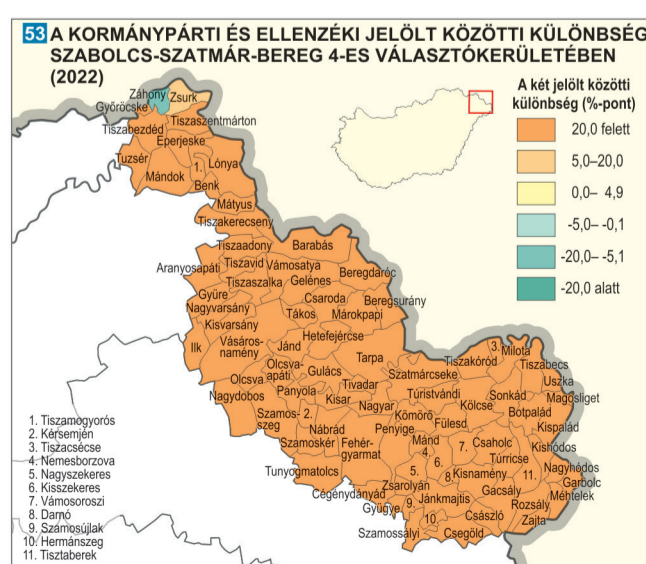 53 A KORMÁNYPÁRTI ÉS ELLENZÉKI JELÖLT KÖZÖTTI KÜLÖNBSÉG
SZABOLCS-SZATMÁR-BEREG 4-ES VÁLASZTÓKERÜLETÉBEN
(2022)
A két jelölt közötti
különbség (%-pont)
20,0 felett
5,0–20,0
0,0– 4,9
-5,0– -0,1
-20,0– -5,1
-20,0 alatt
Záhony
Zsurk
Győröcske
Tiszabezdéd
Tiszaszentmárton
Eperjeske
Tuzsér
1.
Lónya
Mándok
Benk
Mátyus
Tiszakerecseny
Tiszaadony
Barabás
Aranyosapáti
Tiszavid
Vámosatya
Beregdaróc
Tiszaszalka
Gelénes
Gyüre
Csaroda
Beregsurány
Nagyvarsány
Tákos
Márokpapi
Kisvarsány
Hetefejércse
Ilk
Vásáros-
namény
Jánd
Tarpa
Tiszakóród
3.
Milota
Tiszabecs
Olcsva-
apáti
Gulács
Szatmárcseke
Uszka
Olcsva
Tivadar
Magosliget
Nagydobos
Panyola
Kisar
Túristvándi
Sonkád
Nagyar
Kölcse
Botpalád
Szamos-
szeg
2.
Kömörő
Fülesd
Kispalád
Nábrád
Penyige
Szamoskér
Fehér-
gyarmat
Mánd
4.
7.
Csaholc
Kishódos
6.
Túrricse
Tunyogmatolcs
5.
8.
Kisnamény
11.
Nagyhódos
Garbolc
Cégénydányád
Zsarolyán
Gacsály
Méhtelek
Gyügye
9.
Jánkmajtis
Rozsály
10.
Császló
Zajta
Szamossályi
Csegöld
1. Tiszamogyorós
2. Kérsemjén
3. Tiszacsécse
4. Nemesborzova
5. Nagyszekeres
6. Kisszekeres
7. Vámosoroszi
8. Darnó
9. Szamosújlak
10. Hermánszeg
11. Tisztaberek